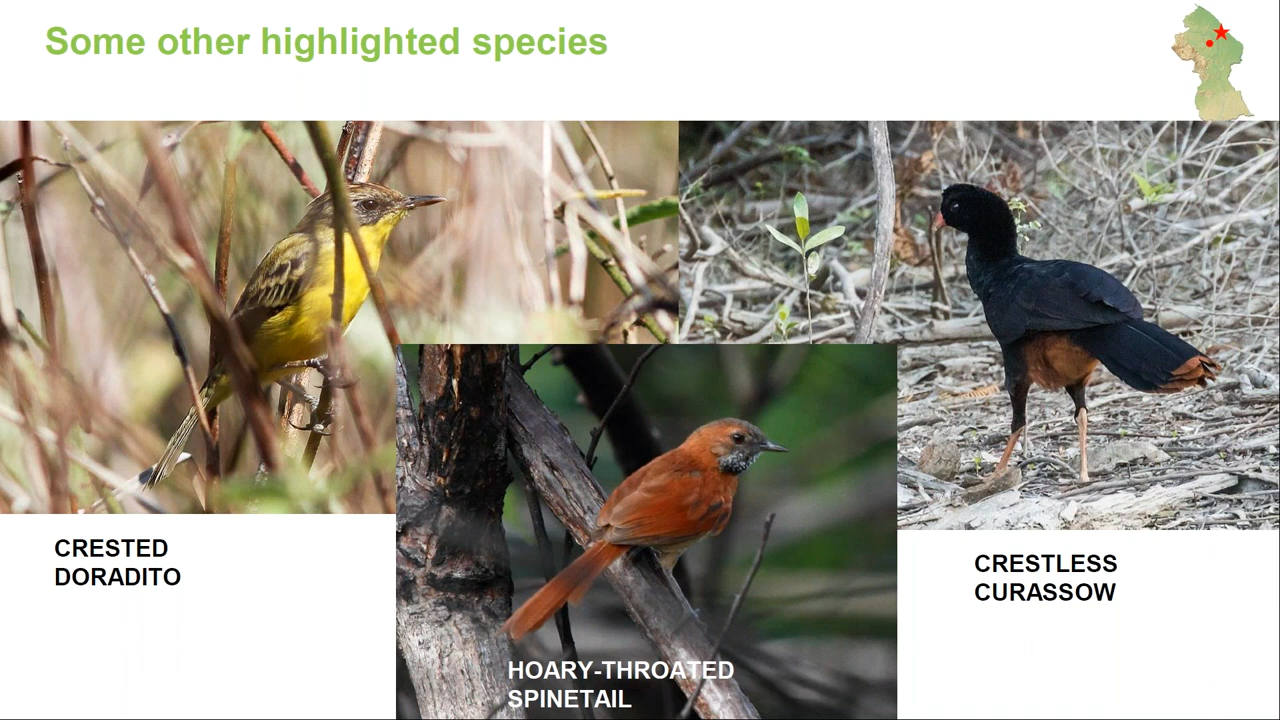 Some other highlighted species
CRESTED
DORADITO
HOARY-THROATED
SPINETAIL
CRESTLESS
CURASSOW